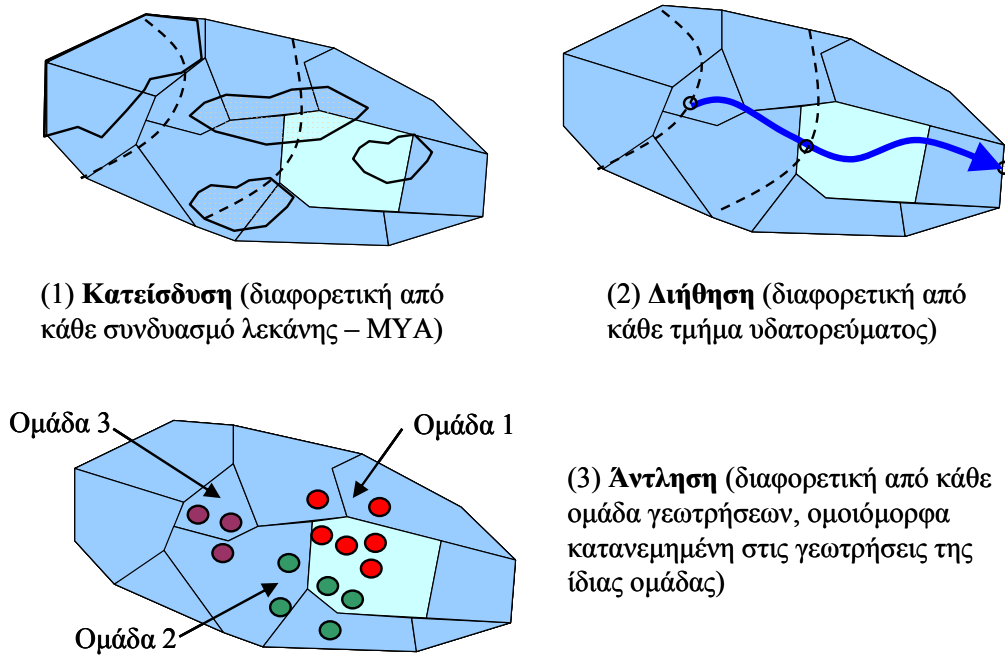 (1) Κατείσδυση (διαφορετική από
κάθε συνδυασμό λεκάνης – ΜΥΑ)
(2) Διήθηση (διαφορετική από
κάθε τμήμα υδατορεύματος)
Ομάδα 3
Ομάδα 1
Ομάδα 2
(3) Άντληση (διαφορετική από κάθε
ομάδα γεωτρήσεων, ομοιόμορφα
κατανεμημένη στις γεωτρήσεις της
ίδιας ομάδας)